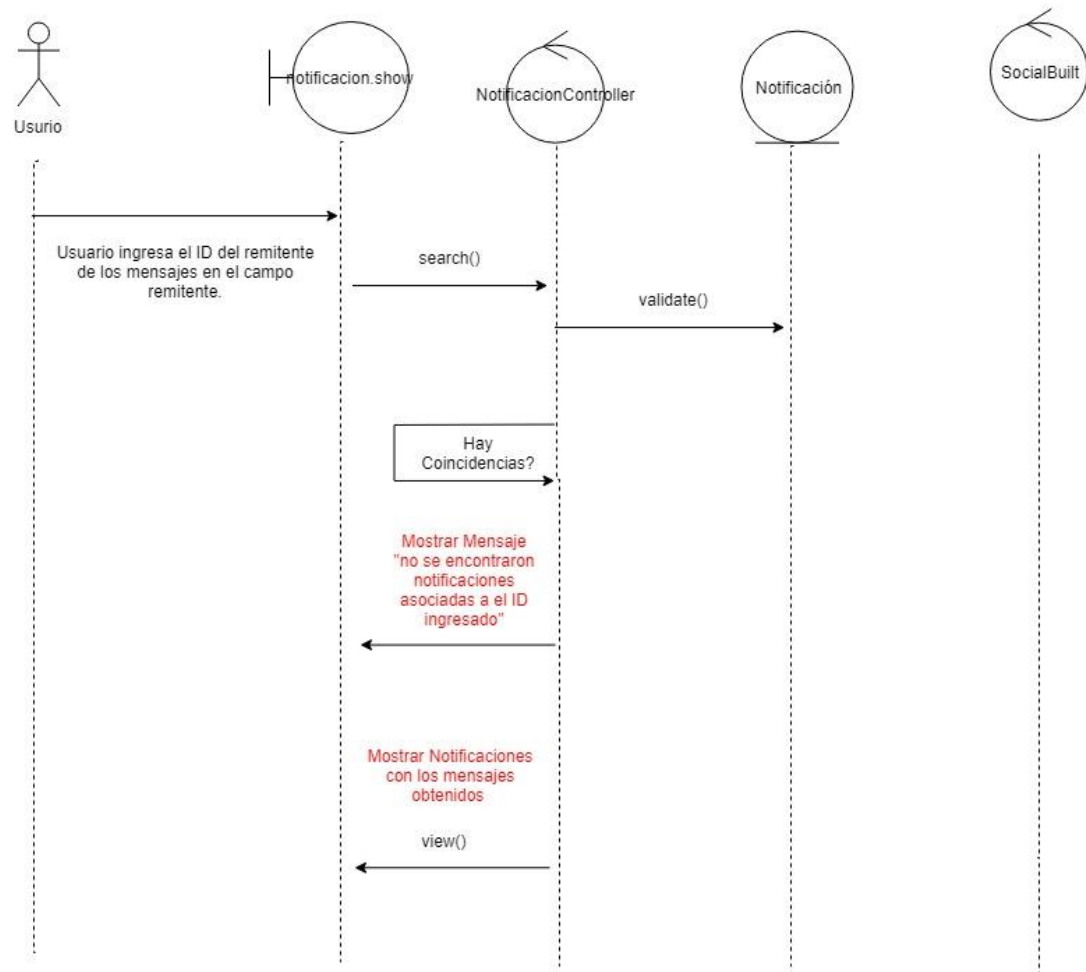 Usurio
notificacion.show
NotificacionController
Notificación
SocialBuilt
Usuario ingresa el ID del remitente
de los mensajes en el campo
remitente.
search()
validate()
Hay
Coincidencias?
Mostrar Mensaje
"no se encontraron
notificaciones
asociadas a el ID
ingresado"
Mostrar Notificaciones
con los mensajes
obtenidos
view()